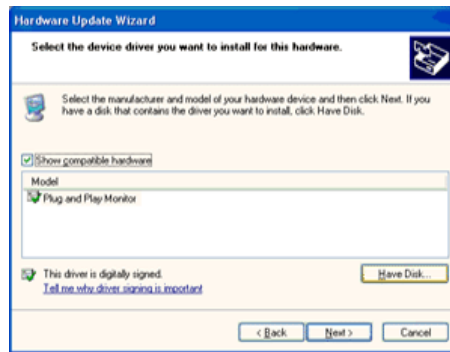 Hardware Update Wizard
Select the device driver you want to install for this hardware.
Select the manufacturer and model of your hardware device and then click Next. If you
have a disk that contains the driver you want to install, click Have Disk.
Show compatible hardware
Model
Plug and Play Monitor
This driver is digitally signed.
Have Disk...
Tell me why driver signing is important
< Back
Next >
Cancel